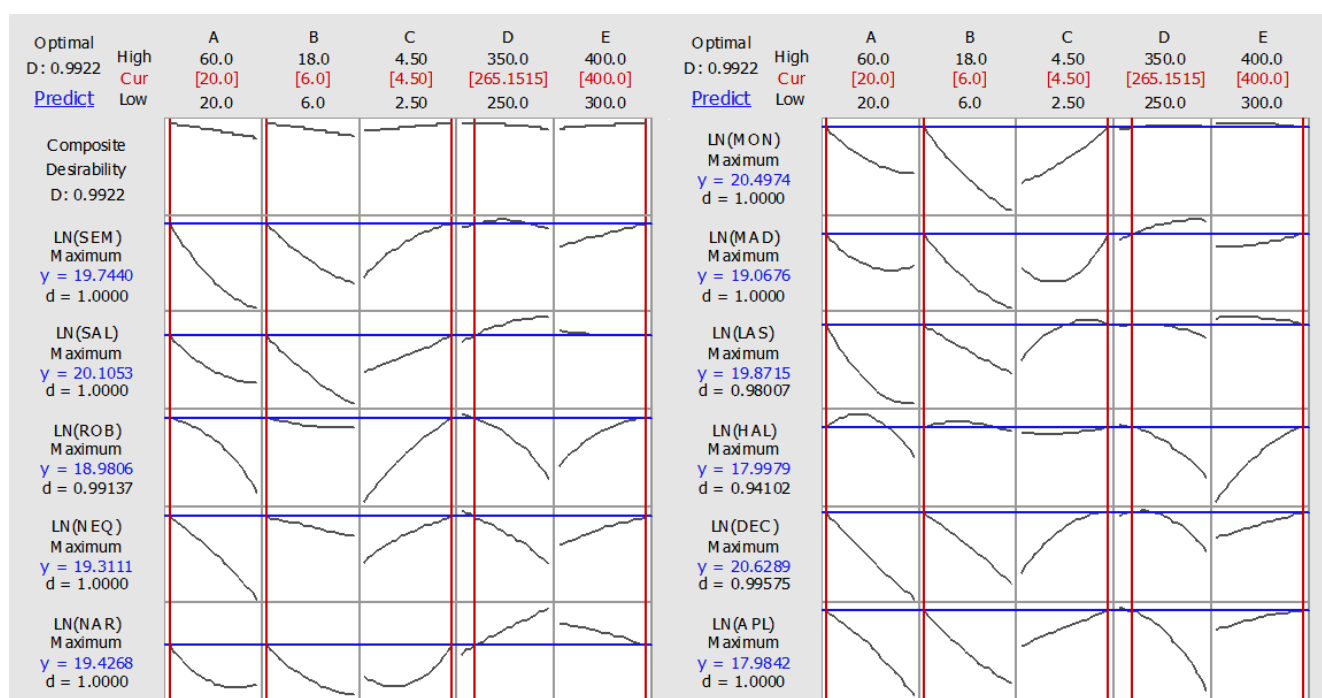 Optimal
D: 0.9922
Predict
High
Cur
Low
A
60.0
[20.0]
20.0
B
18.0
[6.0]
6.0
C
4.50
[4.50]
2.50
D
350.0
[265.1515]
250.0
E
400.0
[400.0]
300.0
Composite
Desirability
D: 0.9922
LN(SEM)
Maximum
y = 19.7440
d = 1.0000
LN(SAL)
Maximum
y = 20.1053
d = 1.0000
LN(ROB)
Maximum
y = 18.9806
d = 0.99137
LN(NEQ)
Maximum
y = 19.3111
d = 1.0000
LN(NAR)
Maximum
y = 19.4268
d = 1.0000
Optimal
D: 0.9922
Predict
High
Cur
Low
A
60.0
[20.0]
20.0
B
18.0
[6.0]
6.0
C
4.50
[4.50]
2.50
D
350.0
[265.1515]
250.0
E
400.0
[400.0]
300.0
LN(MON)
Maximum
y = 20.4974
d = 1.0000
LN(MAD)
Maximum
y = 19.0676
d = 1.0000
LN(LAS)
Maximum
y = 19.8715
d = 0.98007
LN(HAL)
Maximum
y = 17.9979
d = 0.94102
LN(DEC)
Maximum
y = 20.6289
d = 0.99575
LN(APL)
Maximum
y = 17.9842
d = 1.0000